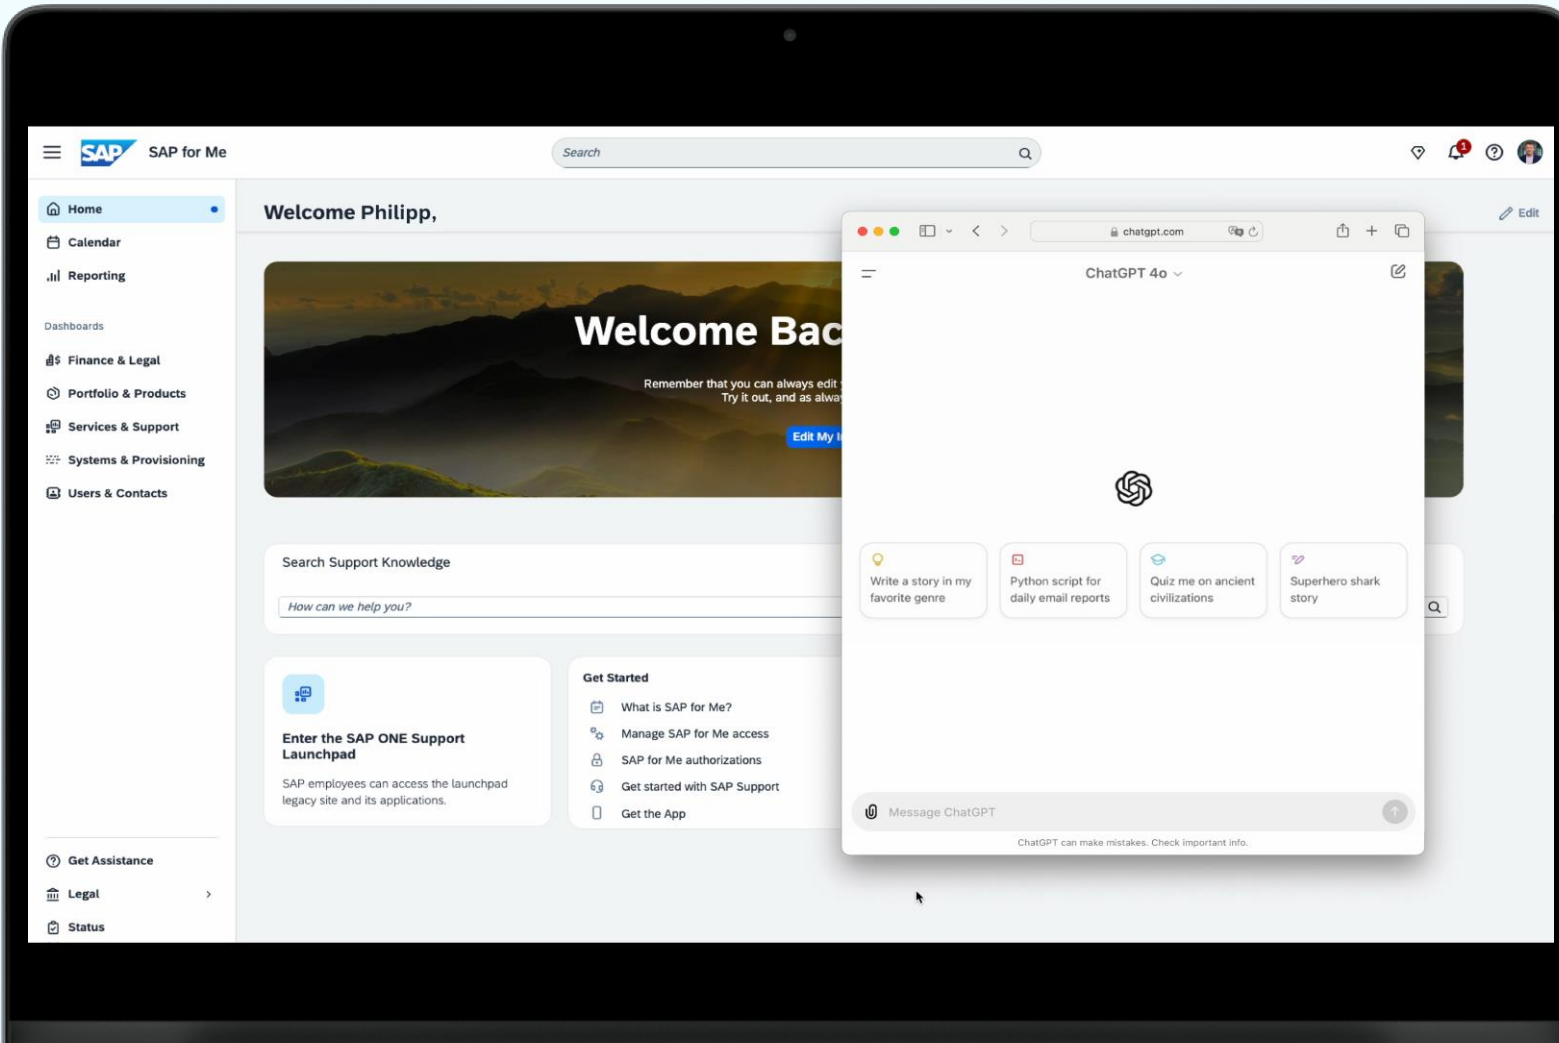 SAP
SAP for Me
Search
1
Home
Calendar
Reporting
Dashboards
Finance & Legal
Portfolio & Products
Services & Support
Systems & Provisioning
Users & Contacts
Get Assistance
Legal
Status
Welcome Philipp,
Edit
Welcome Bac
Remember that you can always edit
Try it out, and as alwa
Edit My I
Search Support Knowledge
How can we help you?
Enter the SAP ONE Support
Launchpad
SAP employees can access the launchpad
legacy site and its applications.
Get Started
What is SAP for Me?
Manage SAP for Me access
SAP for Me authorizations
Get started with SAP Support
Get the App
chatgpt.com
ChatGPT 4o
Write a story in my
favorite genre
Python script for
daily email reports
Quiz me on ancient
civilizations
Superhero shark
story
Message ChatGPT
ChatGPT can make mistakes. Check important info.